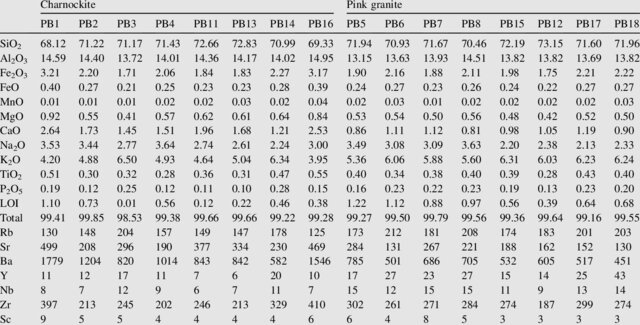 Charnockite Pink granite
PB1 PB2 PB3 PB4 PB11 PB13 PB14 PB16 PB5 PB6 PB7 PB8 PB15 PB12 PB17 PB18
SiO2 68.12 71.22 71.17 71.43 72.66 72.83 70.99 69.33 71.94 70.93 71.67 70.46 72.19 73.15 71.60 71.96
Al2O3 14.59 14.40 13.72 14.01 14.36 14.17 14.02 14.95 13.15 13.63 13.93 14.51 13.82 13.82 13.69 13.82
Fe2O3 3.21 2.20 1.71 2.06 1.84 1.83 2.27 3.17 1.90 2.16 1.88 2.11 1.98 1.75 2.21 2.22
FeO 0.40 0.27 0.21 0.25 0.23 0.23 0.28 0.39 0.24 0.27 0.23 0.26 0.24 0.22 0.27 0.27
MnO 0.01 0.01 0.01 0.02 0.02 0.03 0.02 0.04 0.02 0.03 0.01 0.02 0.02 0.02 0.02 0.03
MgO 0.92 0.55 0.41 0.57 0.62 0.61 0.64 0.84 0.53 0.54 0.50 0.56 0.48 0.42 0.52 0.50
CaO 2.64 1.73 1.45 1.51 1.96 1.68 1.21 2.53 0.86 1.11 1.12 0.81 0.98 1.05 1.19 0.90
Na2O 3.53 3.44 2.77 3.64 2.74 2.61 2.24 3.00 3.49 3.08 3.09 3.63 2.20 2.38 2.13 2.33
K2O 4.20 4.88 6.50 4.93 4.64 5.04 6.34 3.95 5.36 6.06 5.88 5.60 6.31 6.03 6.23 6.24
TiO2 0.51 0.30 0.32 0.28 0.36 0.31 0.47 0.55 0.40 0.34 0.38 0.40 0.39 0.28 0.43 0.40
P2O5 0.19 0.12 0.25 0.12 0.11 0.10 0.28 0.15 0.16 0.23 0.22 0.23 0.19 0.13 0.23 0.20
LOI 1.10 0.73 0.01 0.56 0.12 0.22 0.46 0.38 1.22 1.12 0.88 0.97 0.56 0.39 0.64 0.68
Total 99.41 99.85 98.53 99.38 99.66 99.66 99.22 99.28 99.27 99.50 99.79 99.56 99.36 99.64 99.16 99.55
Rb 130 148 204 157 149 147 178 125 173 212 181 208 174 183 201 203
Sr 499 208 296 190 377 334 230 469 284 131 267 221 188 162 152 130
Ba 1779 1204 820 1014 843 842 582 1546 785 501 686 705 532 605 517 451
Y 11 12 17 11 7 6 20 10 17 27 23 27 15 14 25 43
Nb 8 7 12 9 6 7 11 7 15 12 15 15 11 9 13 14
Zr 397 213 245 202 246 213 329 410 302 261 271 284 274 187 299 274
Sc 9 5 5 4 4 4 4 6 6 4 8 5 3 3 3 3